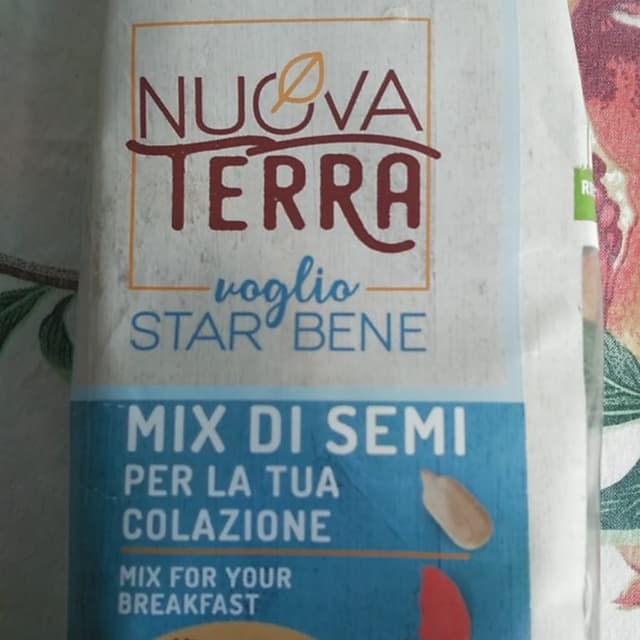 NUOVA
TERRA
voglio
STAR BENE
MIX DI SEMI
PER LA TUA
COLAZIONE
MIX FOR YOUR
BREAKFAST